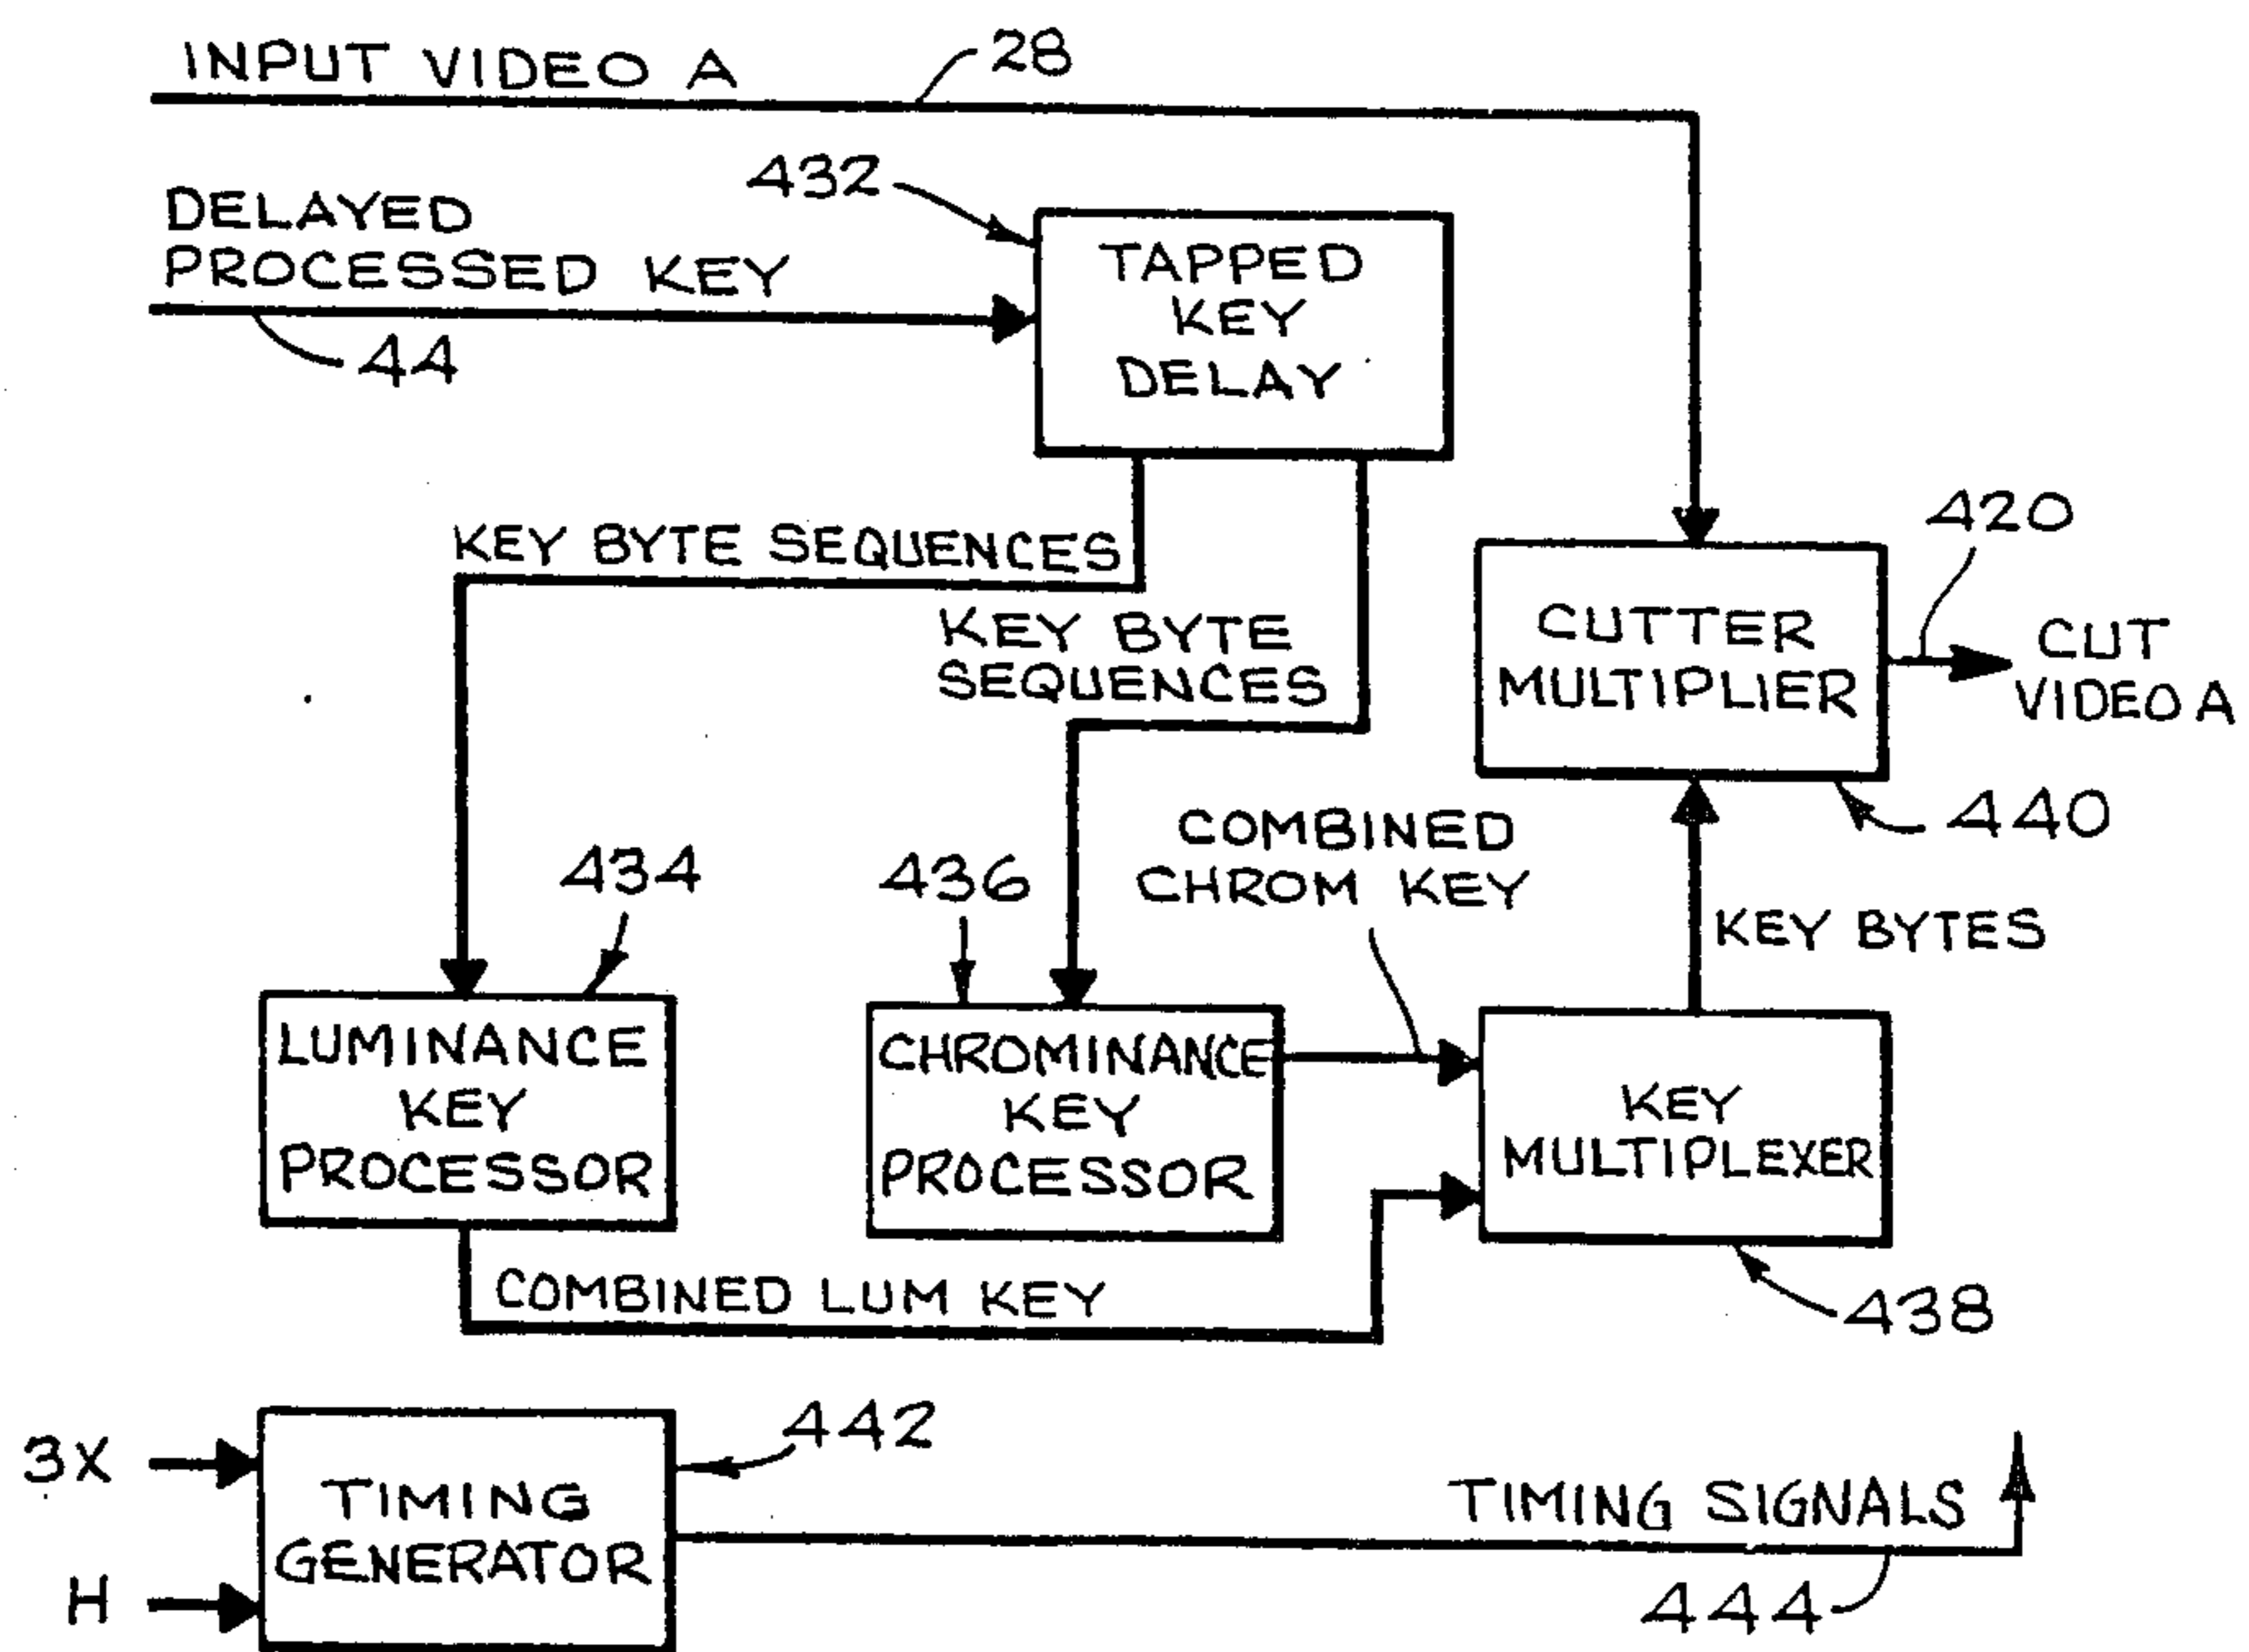 INPUT VIDEO A
28
432
DELAYED
PROCESSED KEY
44
TAPPED
KEY
DELAY
KEY BYTE SEQUENCES
KEY BYTE
SEQUENCES
420
CUTTER
MULTIPLIER
CUT
VIDEO A
440
COMBINED
CHROM KEY
434
436
KEY BYTES
LUMINANCE
KEY
PROCESSOR
CHROMINANCE
KEY
PROCESSOR
KEY
MULTIPLEXER
COMBINED LUM KEY
438
442
3X
H
TIMING
GENERATOR
TIMING SIGNALS
444